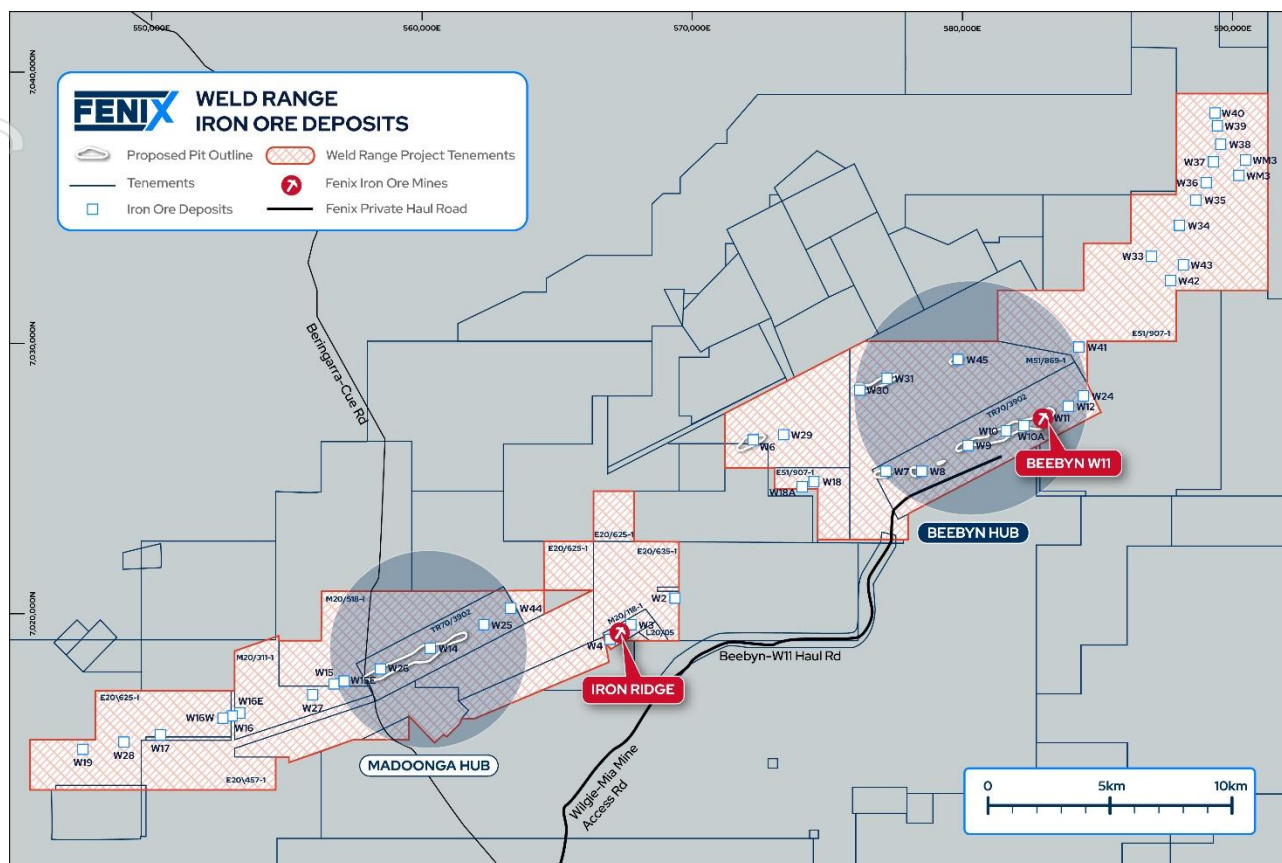 550,000E
560,000E
570,000E
580,000E
590,000E
7,040,000N
7,030,000N
7,020,000N
FENIX
WELD RANGE
IRON ORE DEPOSITS
Proposed Pit Outline
Weld Range Project Tenements
Tenements
Fenix Iron Ore Mines
Iron Ore Deposits
Fenix Private Haul Road
W40
W39
W38
W37
WM3
WM3
W36
W35
W34
W33
W43
W42
E51/907-1
Beringarra-Cue Rd
W41
W45
M51/869-1
W31
W30
W24
TR70/3902
W12
W11
W10
W10A
W29
W6
W9
BEEBYN W11
E51/907-1
W7
W8
W18
W18A
BEEBYN HUB
E20/625-1
E20/625-1
E20/635-1
M20/518-I
W2
W44
TR70/3902
W25
M20/118-1
W3
L20/05
W4
W14
Beebyn-W11 Haul Rd
M20/311-1
W26
W15
W15E
IRON RIDGE
W27
E20\625-I
W16E
W16W
W16
W17
W28
W19
MADOONGA HUB
E20\457-1
Wilgie-Mia Mine
Access Rd
0
5km
10km